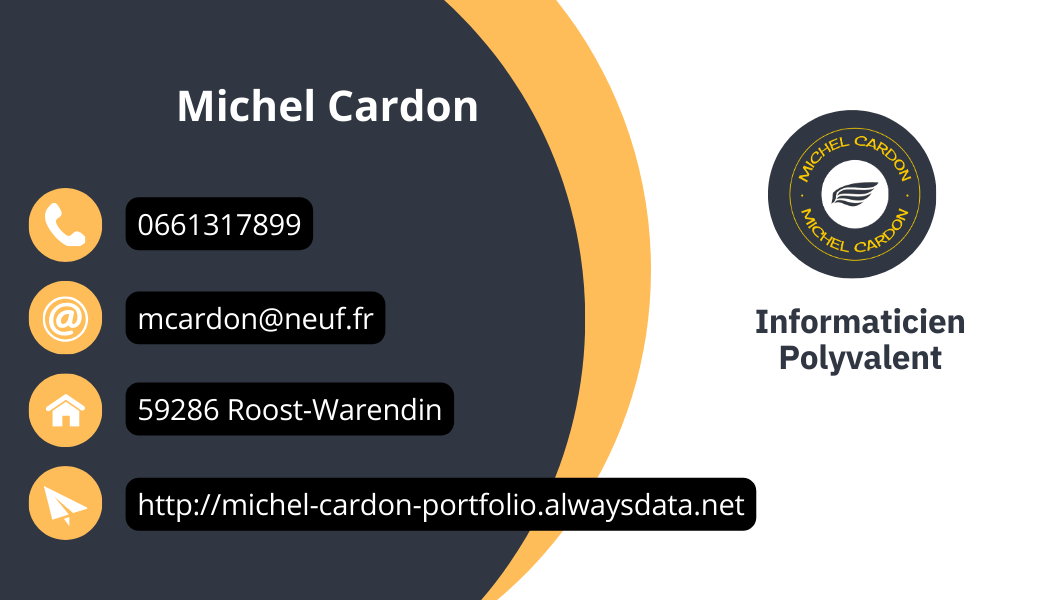 Michel Cardon
0661317899
mcardon@neuf.fr
59286 Roost-Warendin
http://michel-cardon-portfolio.alwaysdata.net
MICHEL CARDON
MICHEL CARDON
Informaticien
Polyvalent